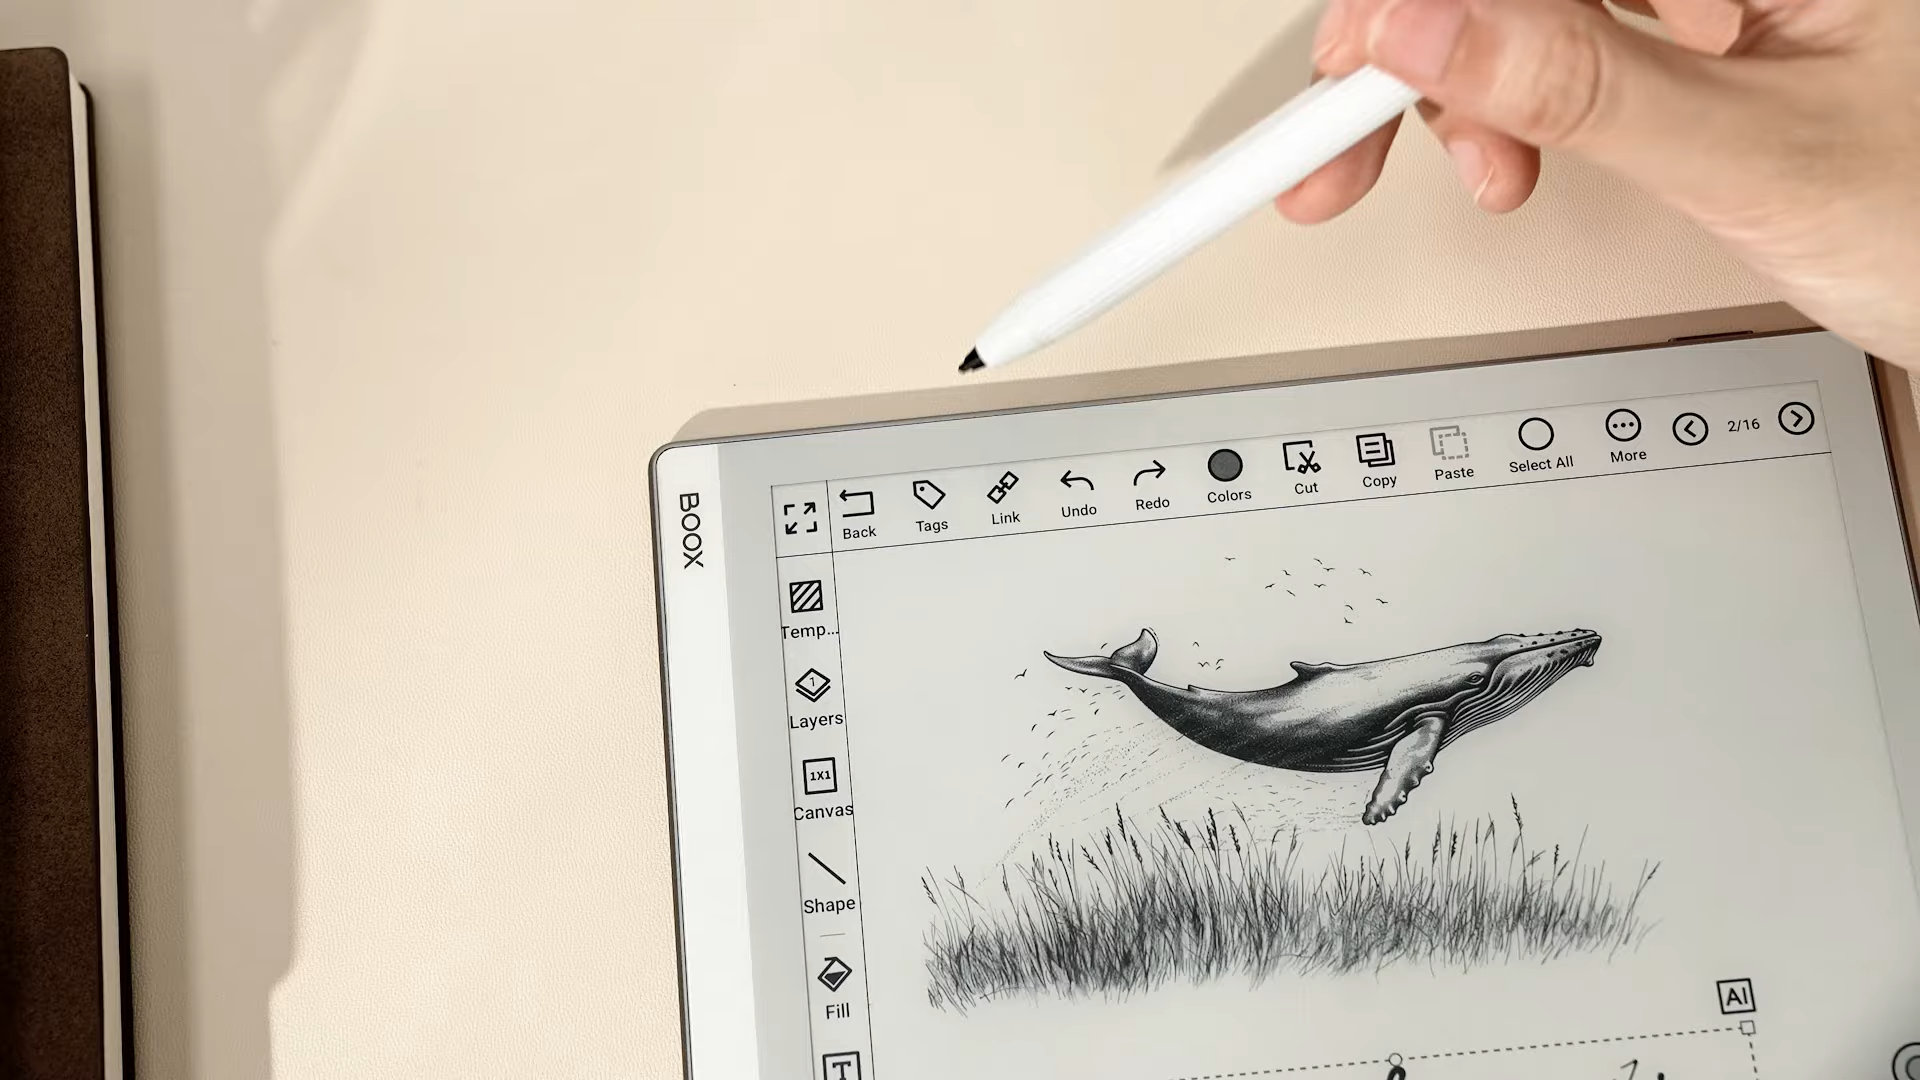 BOOX
Back Tags Link Undo Redo Colors Cut Copy Paste Select All More 2/16
Temp...
1
Layers
1X1
Canvas
Shape
Fill
T
AI